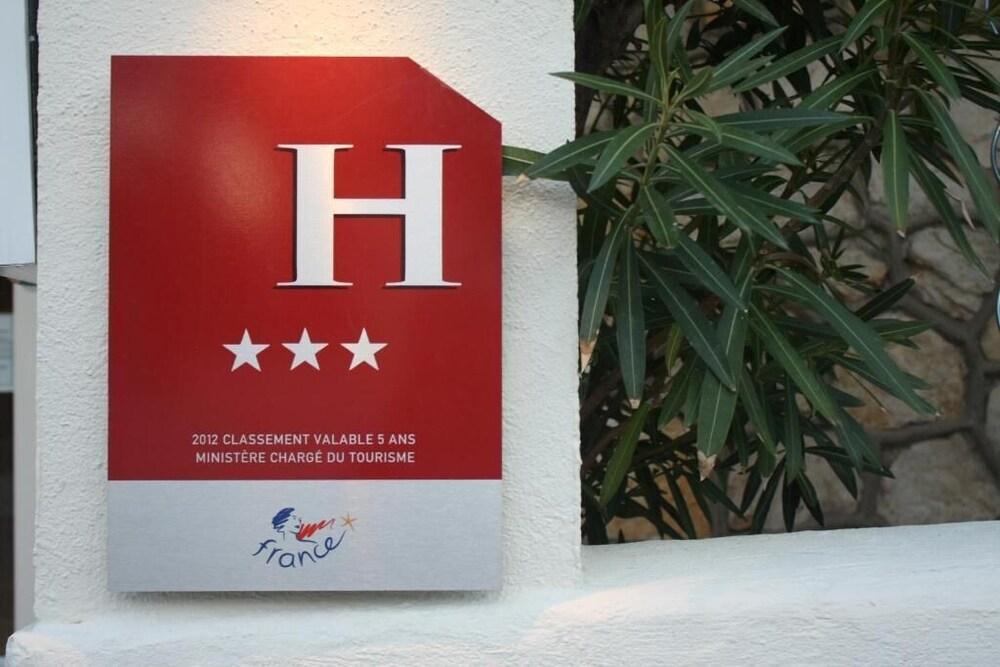 H
★★★
2012 CLASSEMENT VALABLE 5 ANS
MINISTÈRE CHARGÉ DU TOURISME
france